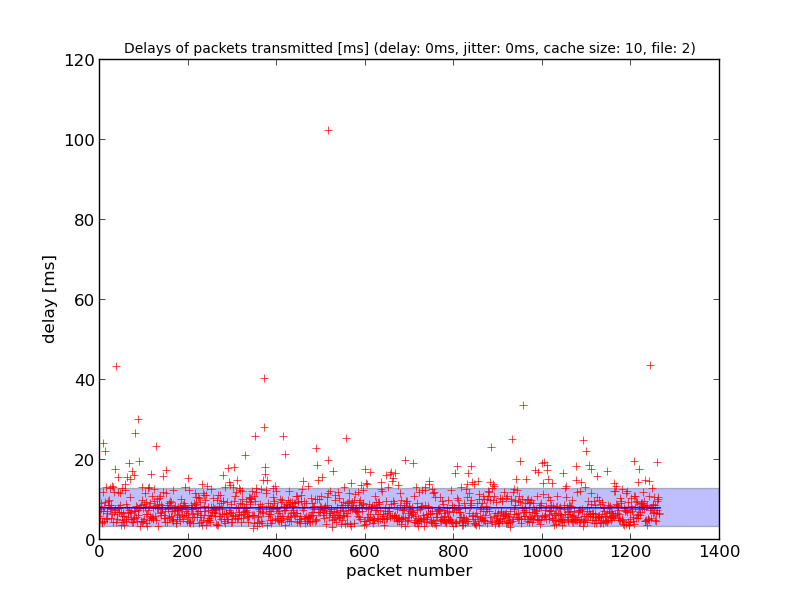 Delays of packets transmitted [ms] (delay: 0ms, jitter: 0ms, cache size: 10, file: 2)
120
100
80
60
40
20
0
delay [ms]
0 200 400 600 800 1000 1200 1400
packet number